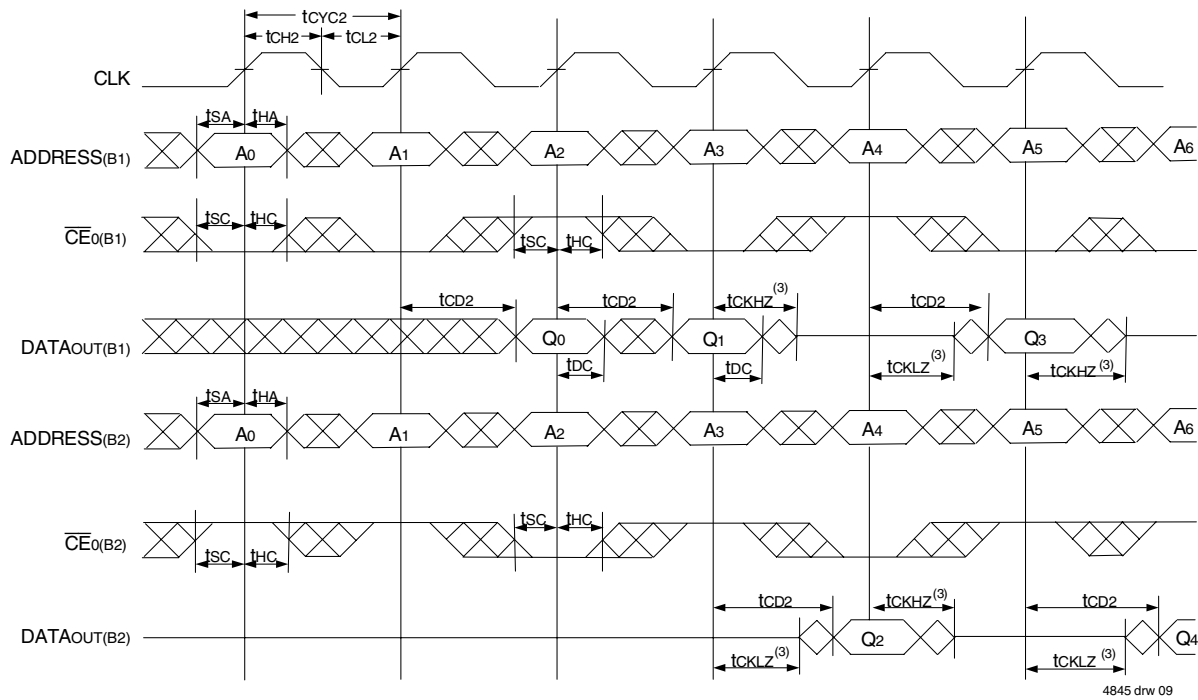 tCYC2
tCH2 tCL2
CLK
tSA tHA
ADDRESS(B1) A0 A1 A2 A3 A4 A5 A6
tSC tHC
CE0(B1)
tSC tHC
tCD2 tCD2 tCKHZ(3) tCD2
DATAOUT(B1) Q0 Q1 Q3
tDC tDC tCKLZ(3) tCKHZ(3)
tSA tHA
ADDRESS(B2) A0 A1 A2 A3 A4 A5 A6
tSC tHC
CE0(B2)
tSC tHC
tCD2 tCKHZ(3) tCD2
DATAOUT(B2) Q2 Q4
tCKLZ(3) tCKLZ(3)
4845 drw 09